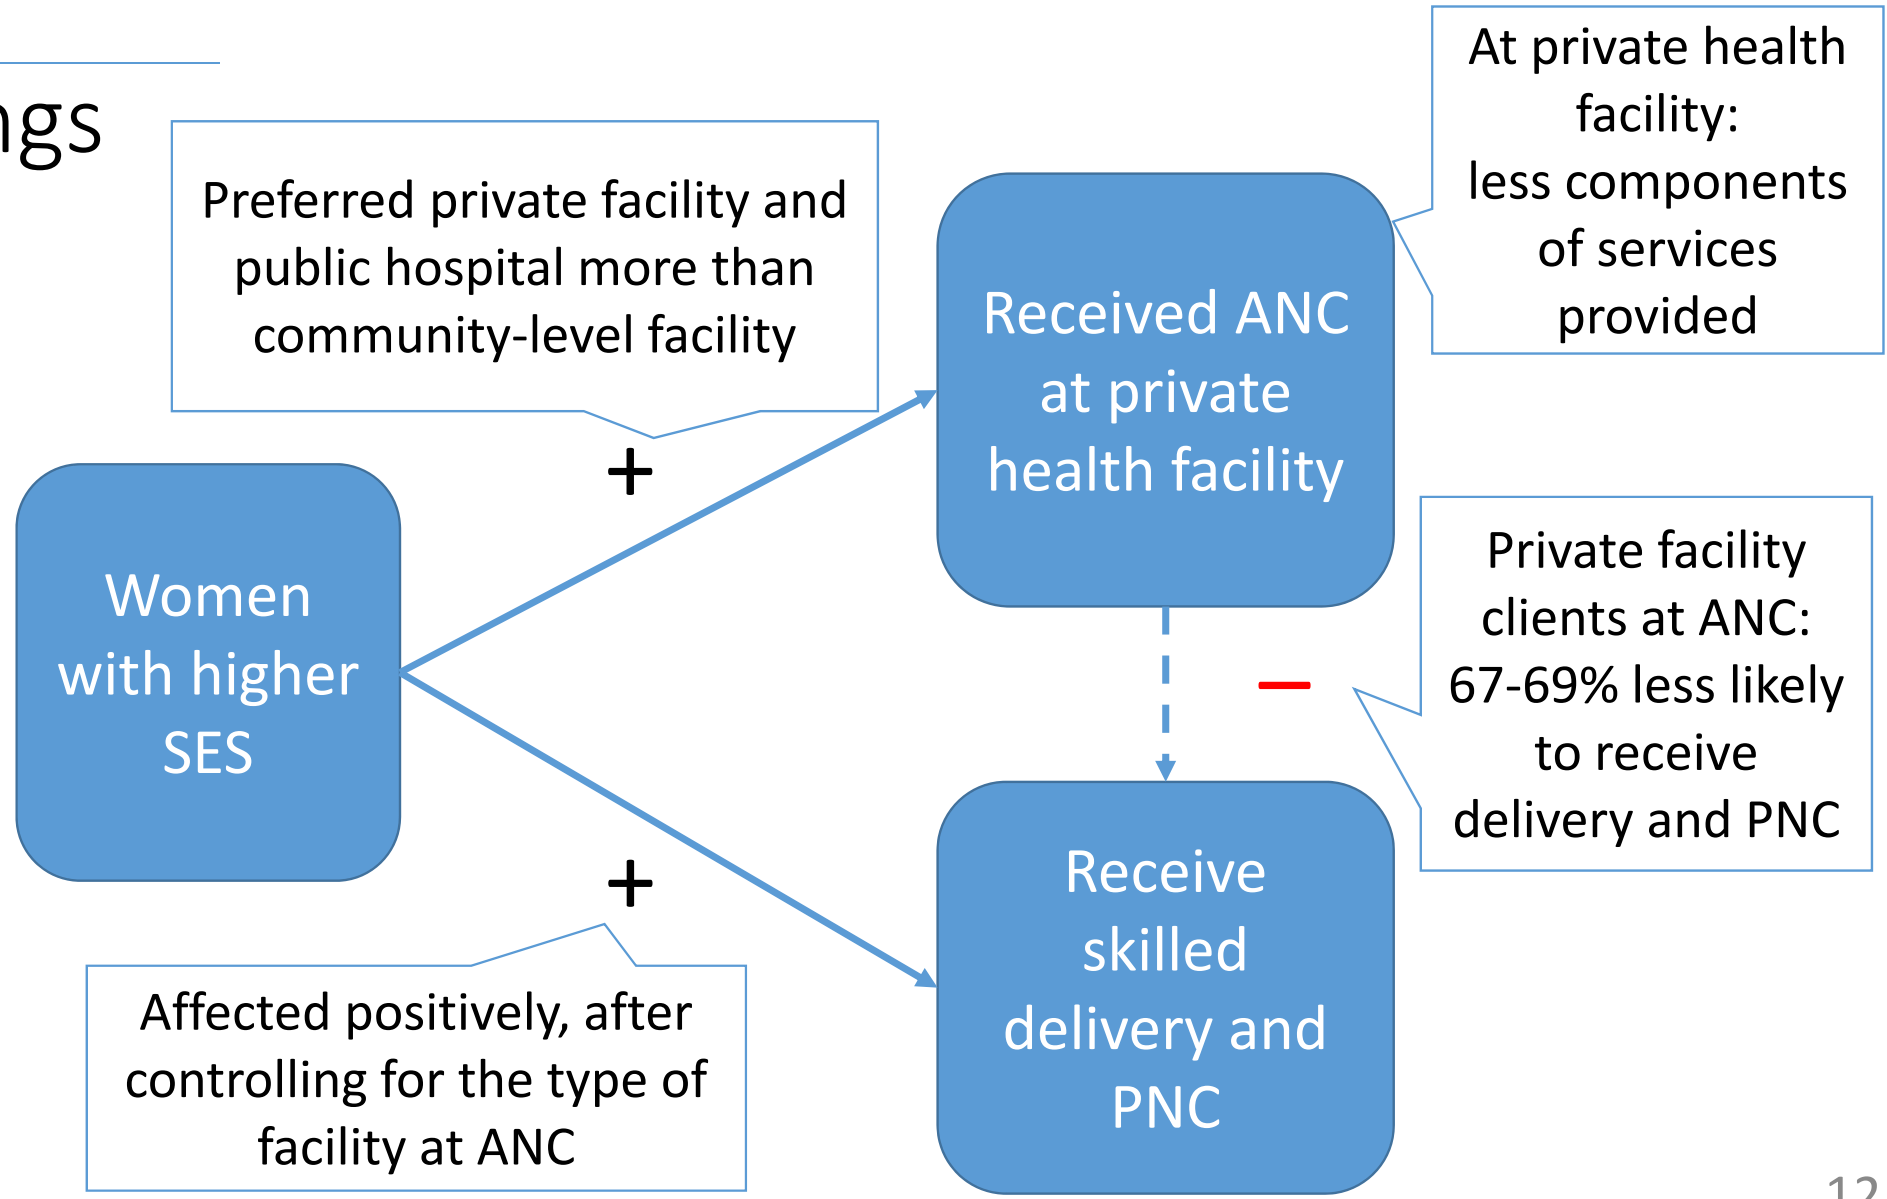 ngs
Preferred private facility and
public hospital more than
community-level facility
At private health
facility:
less components
of services
provided
Received ANC
at private
health facility
+
Women
with higher
SES
Private facility
clients at ANC:
67-69% less likely
to receive
delivery and PNC
–
+
Affected positively, after
controlling for the type of
facility at ANC
Receive
skilled
delivery and
PNC
12